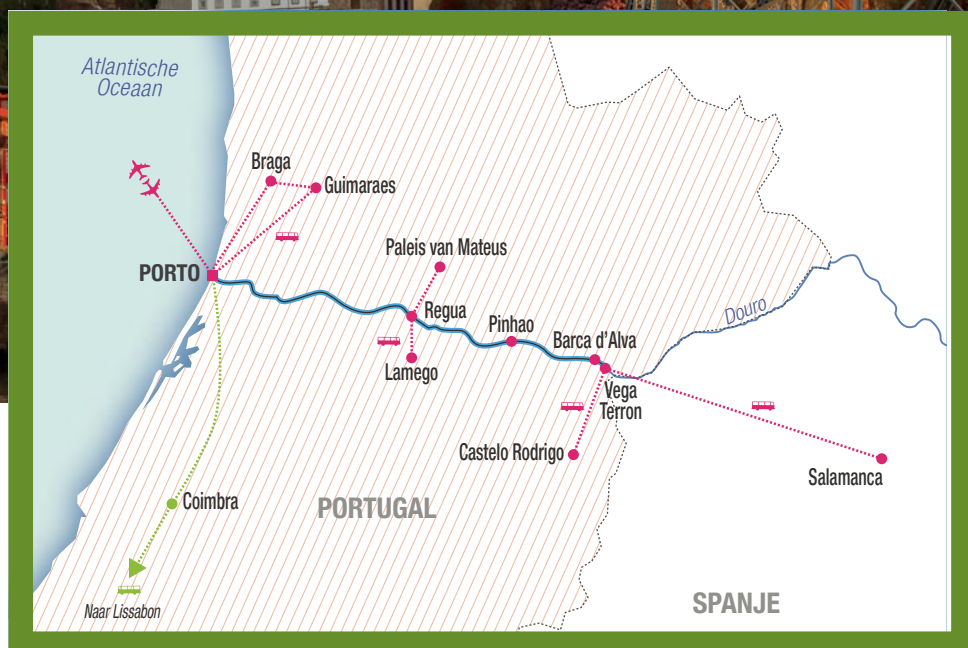 Atlantische
Oceaan
Braga
Guimaraes
Paleis van Mateus
PORTO
Regua
Pinhao
Douro
Barca d'Alva
Lamego
Vega
Terron
Castelo Rodrigo
Salamanca
Coimbra
PORTUGAL
SPANJE
Naar Lissabon